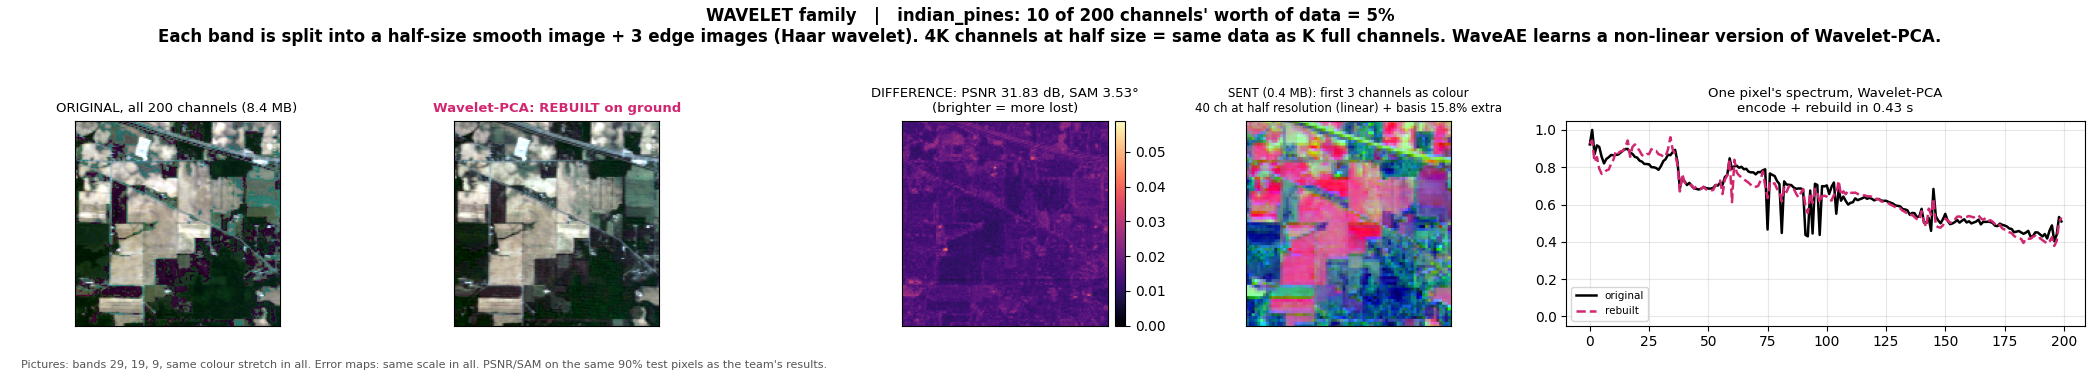 WAVELET family | indian_pines: 10 of 200 channels' worth of data = 5%
Each band is split into a half-size smooth image + 3 edge images (Haar wavelet). 4K channels at half size = same data as K full channels. WaveAE learns a non-linear version of Wavelet-PCA.
ORIGINAL, all 200 channels (8.4 MB)
Wavelet-PCA: REBUILT on ground
DIFFERENCE: PSNR 31.83 dB, SAM 3.53°
(brighter = more lost)
0.05
0.04
0.03
0.02
0.01
0.00
SENT (0.4 MB): first 3 channels as colour
40 ch at half resolution (linear) + basis 15.8% extra
One pixel's spectrum, Wavelet-PCA
encode + rebuild in 0.43 s
1.0
0.8
0.6
0.4
0.2
0.0
original
rebuilt
0 25 50 75 100 125 150 175 200
Pictures: bands 29, 19, 9, same colour stretch in all. Error maps: same scale in all. PSNR/SAM on the same 90% test pixels as the team's results.